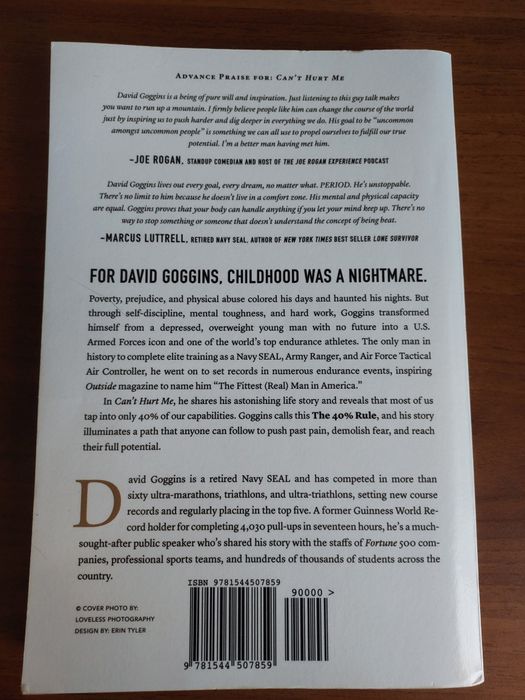 ADVANCE PRAISE FOR: CAN'T HURT ME
David Goggins is a being of pure will and inspiration. Just listening to this guy talk makes
you want to run up a mountain. I firmly believe people like him can change the course of the world
just by inspiring us to push harder and dig deeper in everything we do. His goal to be "uncommon
amongst uncommon people" is something we can all use to propel ourselves to fulfill our true
potential. I'm a better man having met him.
–JOE ROGAN, STANDUP COMEDIAN AND HOST OF THE JOE ROGAN EXPERIENCE PODCAST
David Goggins lives out every goal, every dream, no matter what. PERIOD. He's unstoppable.
There's no limit to him because he doesn't live in a comfort zone. His mental and physical capacity
are equal. Goggins proves that your body can handle anything if you let your mind keep up. There's no
way to stop something or someone that doesn't understand the concept of being beat.
–MARCUS LUTTRELL, RETIRED NAVY SEAL, AUTHOR OF NEW YORK TIMES BEST SELLER LONE SURVIVOR
FOR DAVID GOGGINS, CHILDHOOD WAS A NIGHTMARE.
Poverty, prejudice, and physical abuse colored his days and haunted his nights. But
through self-discipline, mental toughness, and hard work, Goggins transformed
himself from a depressed, overweight young man with no future into a U.S.
Armed Forces icon and one of the world's top endurance athletes. The only man in
history to complete elite training as a Navy SEAL, Army Ranger, and Air Force Tactical
Air Controller, he went on to set records in numerous endurance events, inspiring
Outside magazine to name him "The Fittest (Real) Man in America."
In Can't Hurt Me, he shares his astonishing life story and reveals that most of
us tap into only 40% of our capabilities. Goggins calls this The 40% Rule, and his story
illuminates a path that anyone can follow to push past pain, demolish fear, and reach
their full potential.
David Goggins is a retired Navy SEAL and has competed in more than
sixty ultra-marathons, triathlons, and ultra-triathlons, setting new course
records and regularly placing in the top five. A former Guinness World Re-
cord holder for completing 4,030 pull-ups in seventeen hours, he's a much-
sought-after public speaker who's shared his story with the staffs of Fortune 500 com-
panies, professional sports teams, and hundreds of thousands of students across the
country.
© COVER PHOTO BY:
LOVELESS PHOTOGRAPHY
DESIGN BY: ERIN TYLER
ISBN 9781544507859
90000 >
9 781544 507859